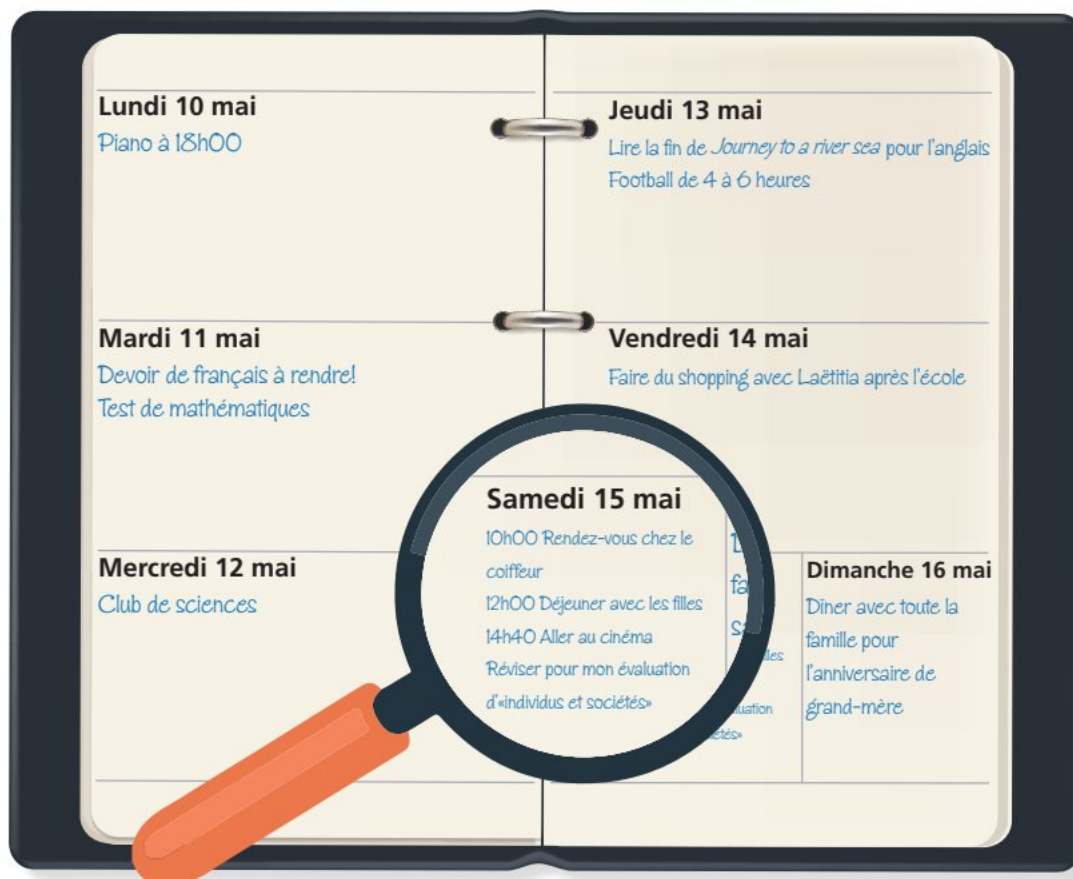 Lundi 10 mai
Piano à 18h00
Mardi 11 mai
Devoir de français à rendre!
Test de mathématiques
Mercredi 12 mai
Club de sciences
Jeudi 13 mai
Lire la fin de Journey to a river sea pour l'anglais
Football de 4 à 6 heures
Vendredi 14 mai
Faire du shopping avec Laëtitia après l'école
Samedi 15 mai
10h00 Rendez-vous chez le
coiffeur
12h00 Déjeuner avec les filles
14h40 Aller au cinéma
Réviser pour mon évaluation
d'«individus et sociétés»
Dimanche 16 mai
Dîner avec toute la
famille pour
l'anniversaire de
grand-mère